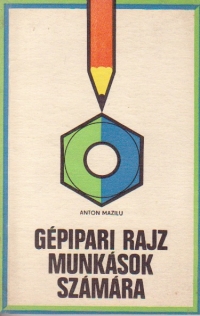 ANTON MAZILU
GÉPIPARI RAJZ
MUNKÁSOK
SZÁMÁRA